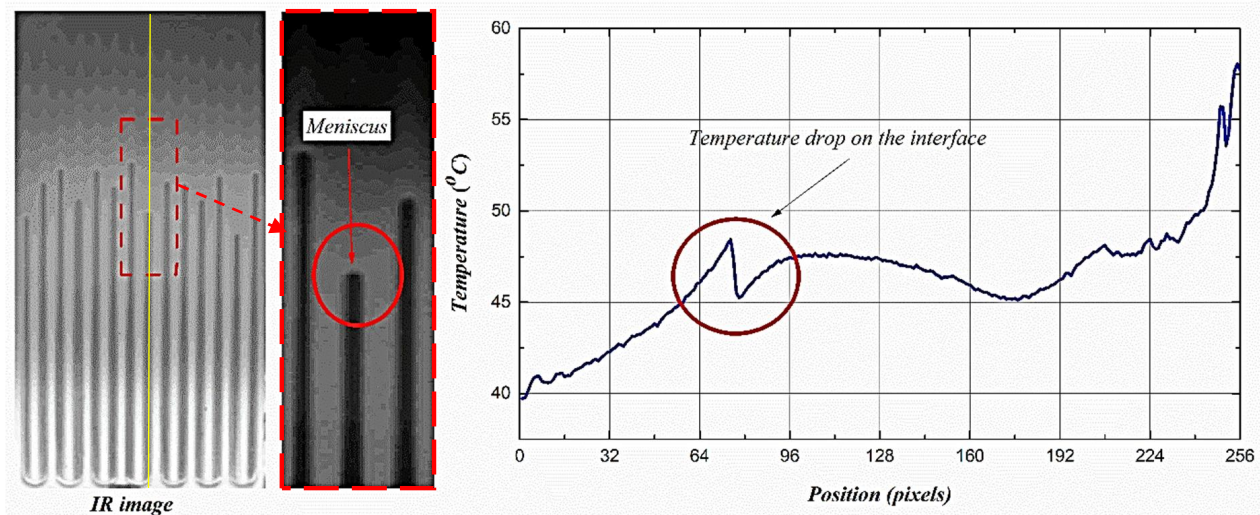 Meniscus
IR image
Temperature (°C)
60
55
50
45
40
Temperature drop on the interface
0 32 64 96 128 160 192 224 256
Position (pixels)